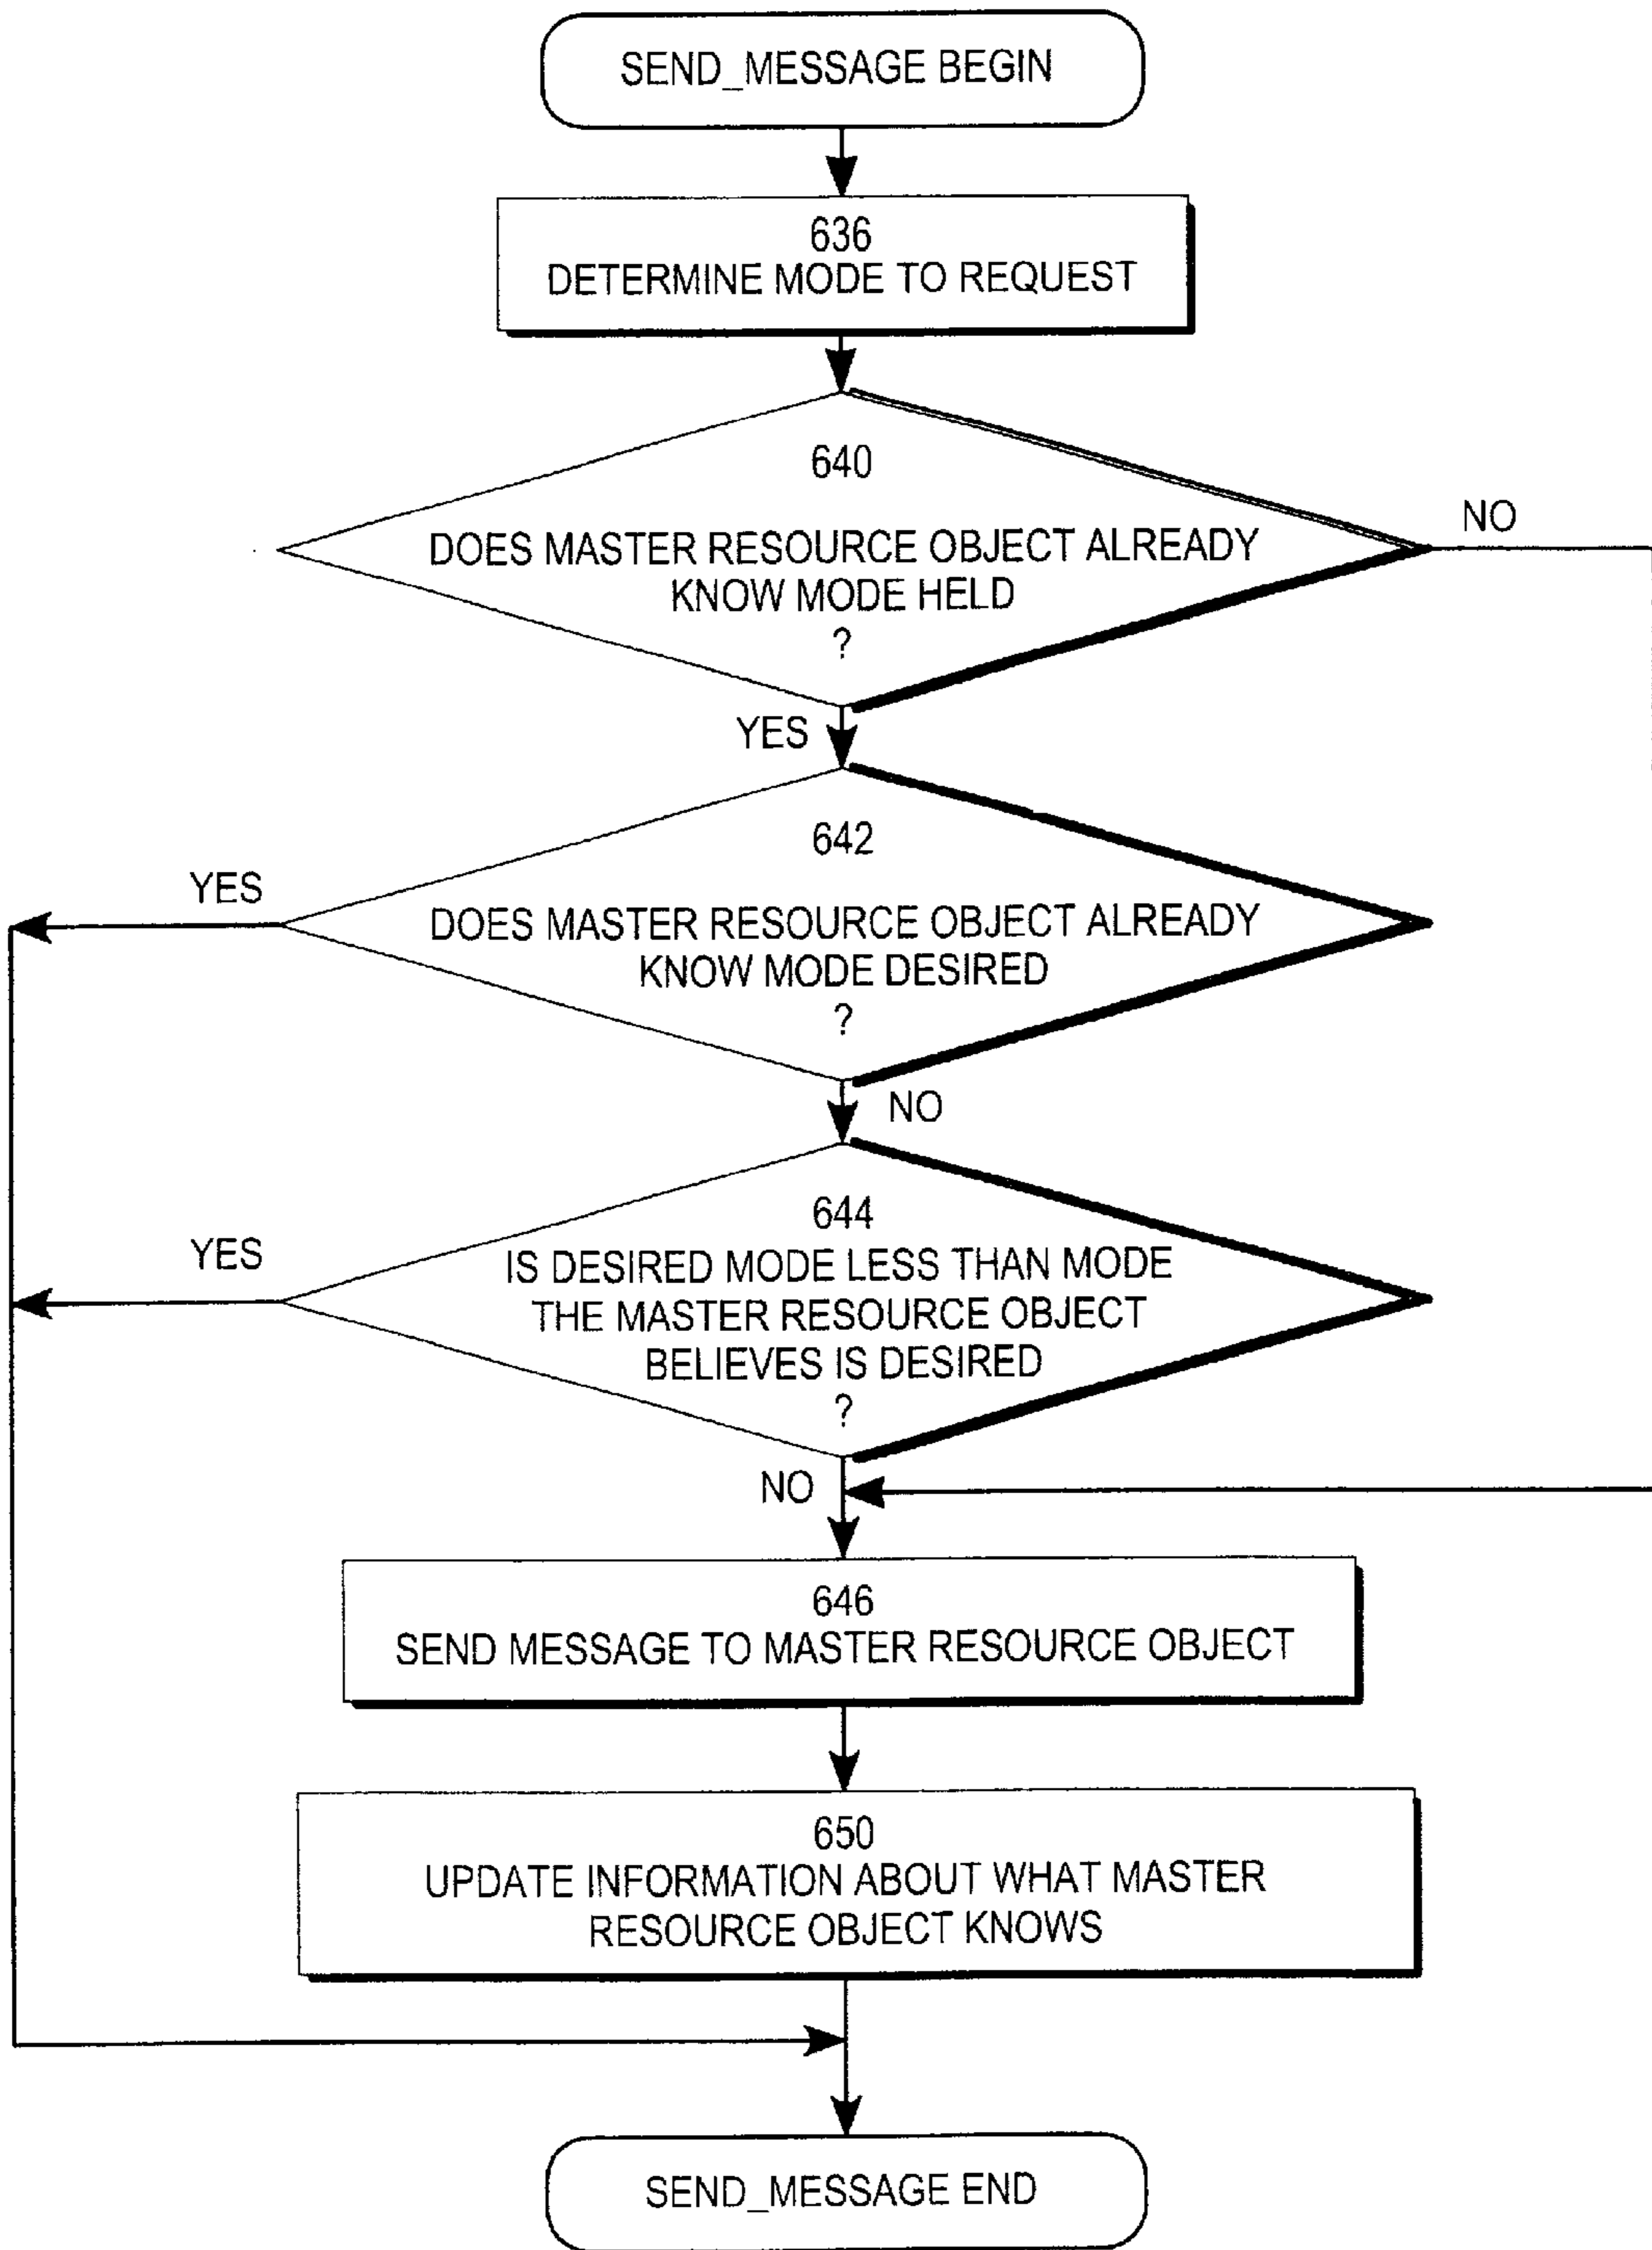 SEND_MESSAGE BEGIN
636
DETERMINE MODE TO REQUEST
640
DOES MASTER RESOURCE OBJECT ALREADY
KNOW MODE HELD
?
NO
YES
642
DOES MASTER RESOURCE OBJECT ALREADY
KNOW MODE DESIRED
?
YES
NO
644
IS DESIRED MODE LESS THAN MODE
THE MASTER RESOURCE OBJECT
BELIEVES IS DESIRED
?
YES
NO
646
SEND MESSAGE TO MASTER RESOURCE OBJECT
650
UPDATE INFORMATION ABOUT WHAT MASTER
RESOURCE OBJECT KNOWS
SEND_MESSAGE END